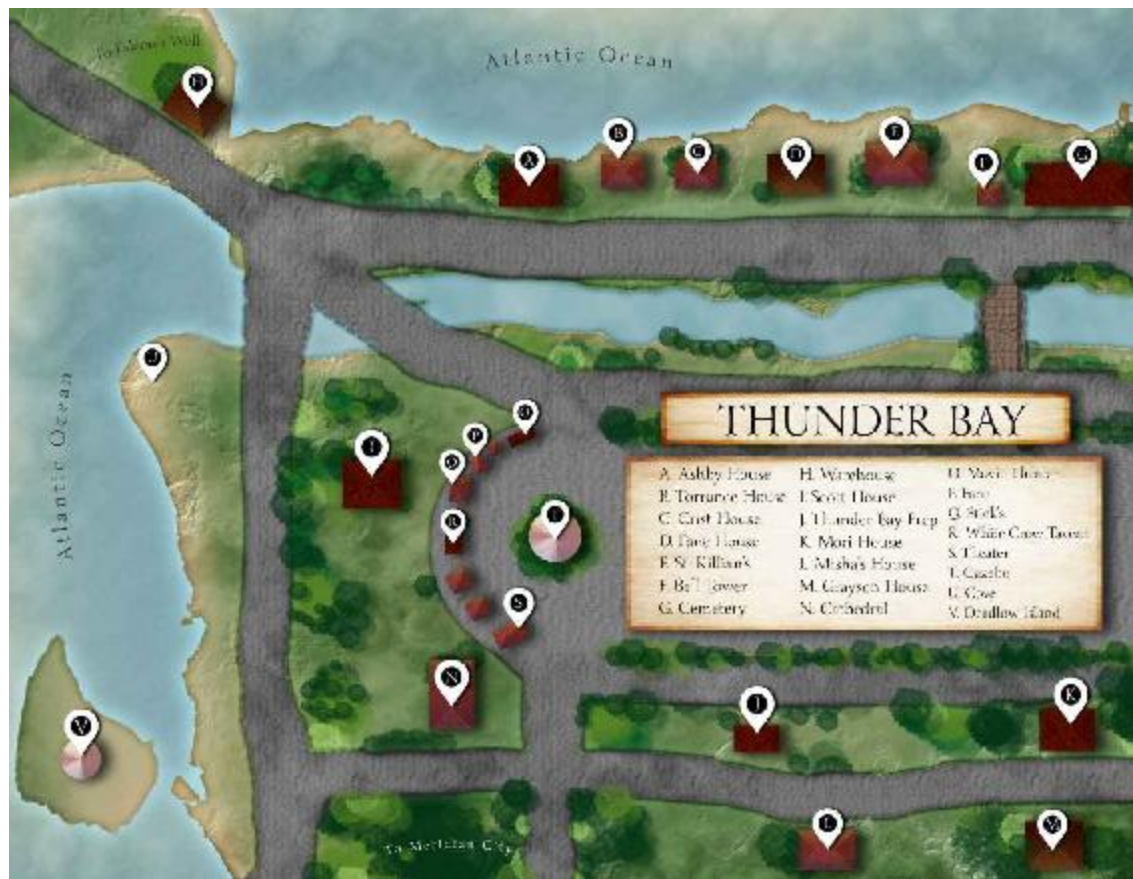 To Falcon's Well
H
Atlantic Ocean
A
B
C
D
E
F
G
J
Atlantic Ocean
I
O
P
Q
R
T
S
N
V
THUNDER BAY
A. Ashby House
B. Torrance House
C. Crist House
D. Fane House
E. St. Killian's
F. Bell Tower
G. Cemetery
H. Warehouse
I. Scott House
J. Thunder Bay Prep
K. Mori House
L. Misha's House
M. Grayson House
N. Cathedral
O.
P.
Q. Stick's
R. White Crow Tavern
S. Theater
T. Gazebo
U. Cove
V. Deadlow Island
K
L
M
To Meridian City